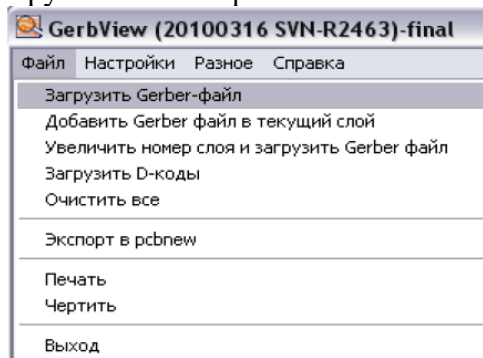 GerbView (20100316 SVN-R2463)-final
Файл Настройки Разное Справка
Загрузить Gerber-файл
Добавить Gerber файл в текущий слой
Увеличить номер слоя и загрузить Gerber файл
Загрузить D-коды
Очистить все
Экспорт в pcbnew
Печать
Чертить
Выход